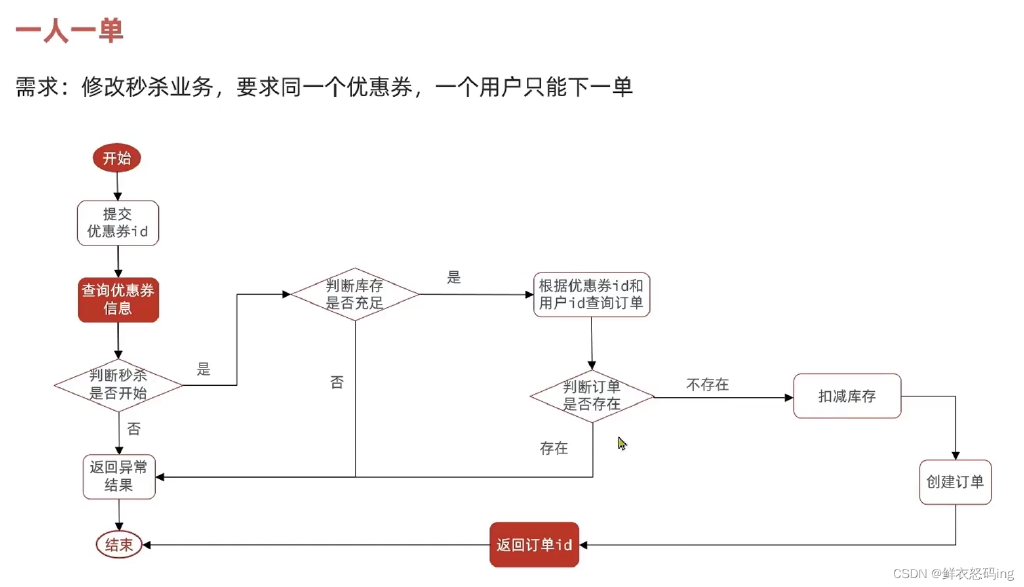 一人一单
需求：修改秒杀业务，要求同一个优惠券，一个用户只能下一单
开始
提交
优惠券id
查询优惠券
信息
判断秒杀
是否开始
是
否
返回异常
结果
结束
判断库存
是否充足
是
否
根据优惠券id和
用户id查询订单
判断订单
是否存在
不存在
存在
扣减库存
创建订单
返回订单id
CSDN @鲜衣怒码ing